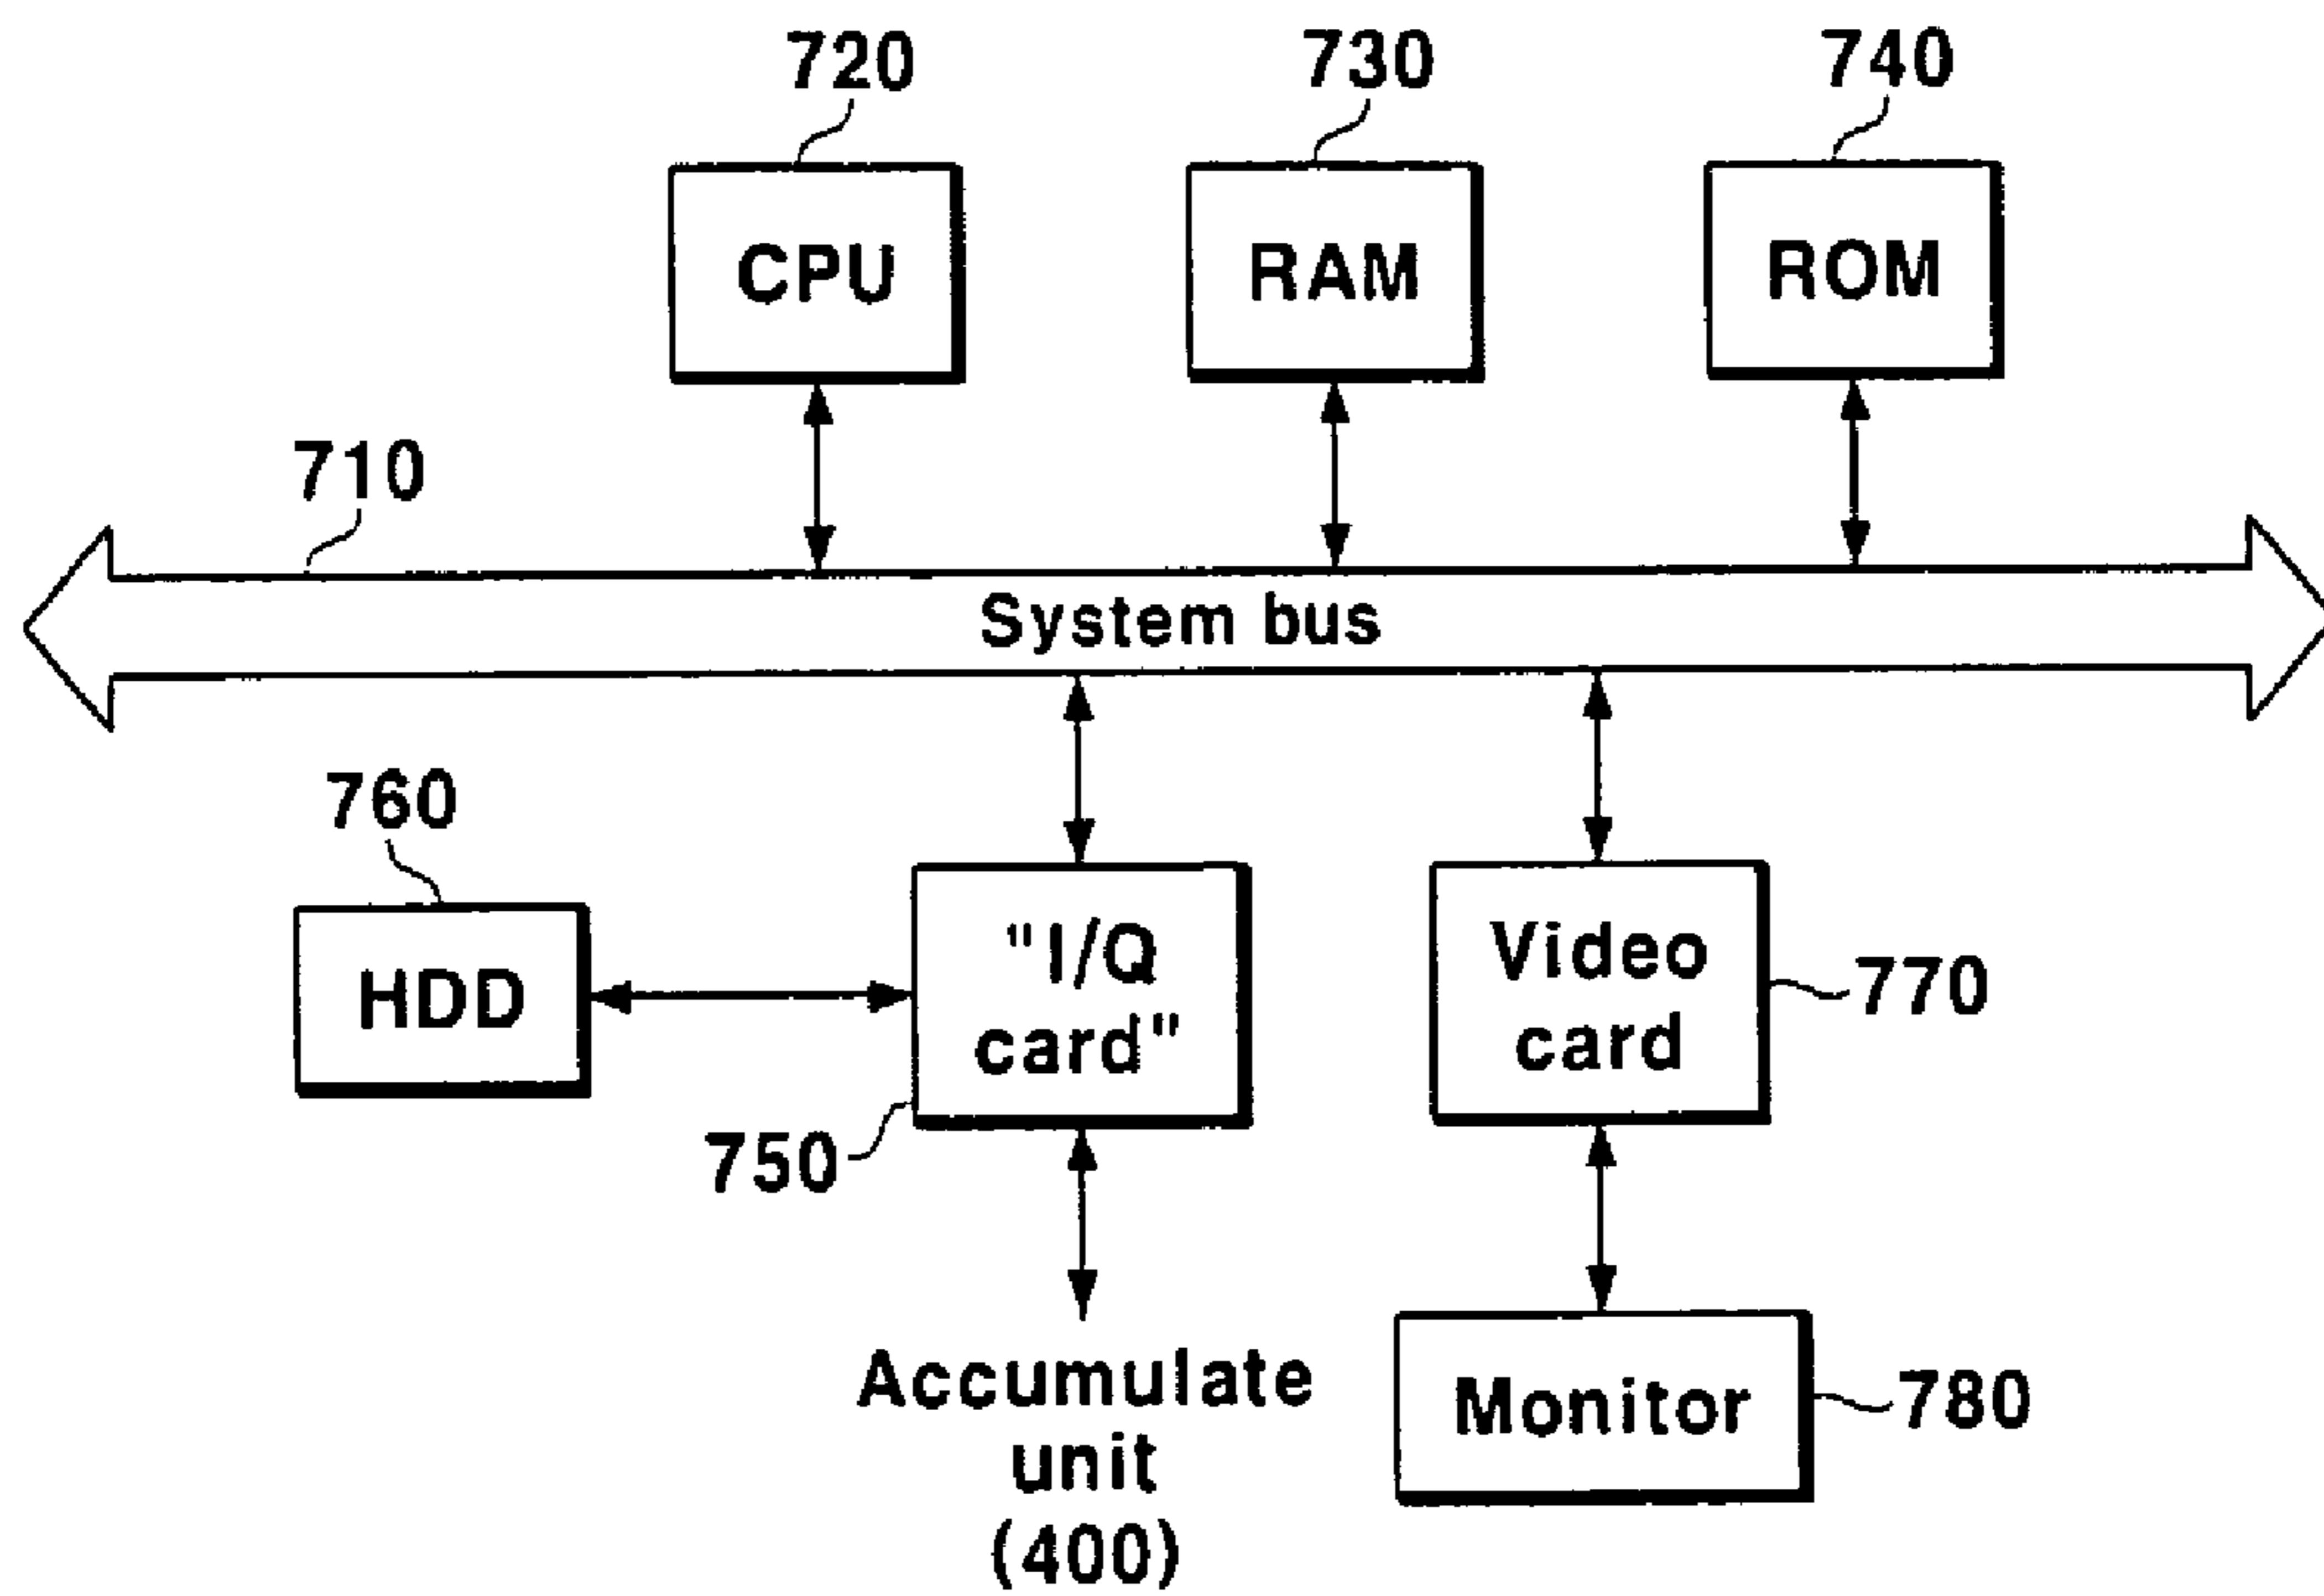 720
730
740
CPU
RAM
ROM
710
System bus
760
HDD
"I/Q
card"
Video
card
770
750
Accumulate
unit
(400)
Monitor
780